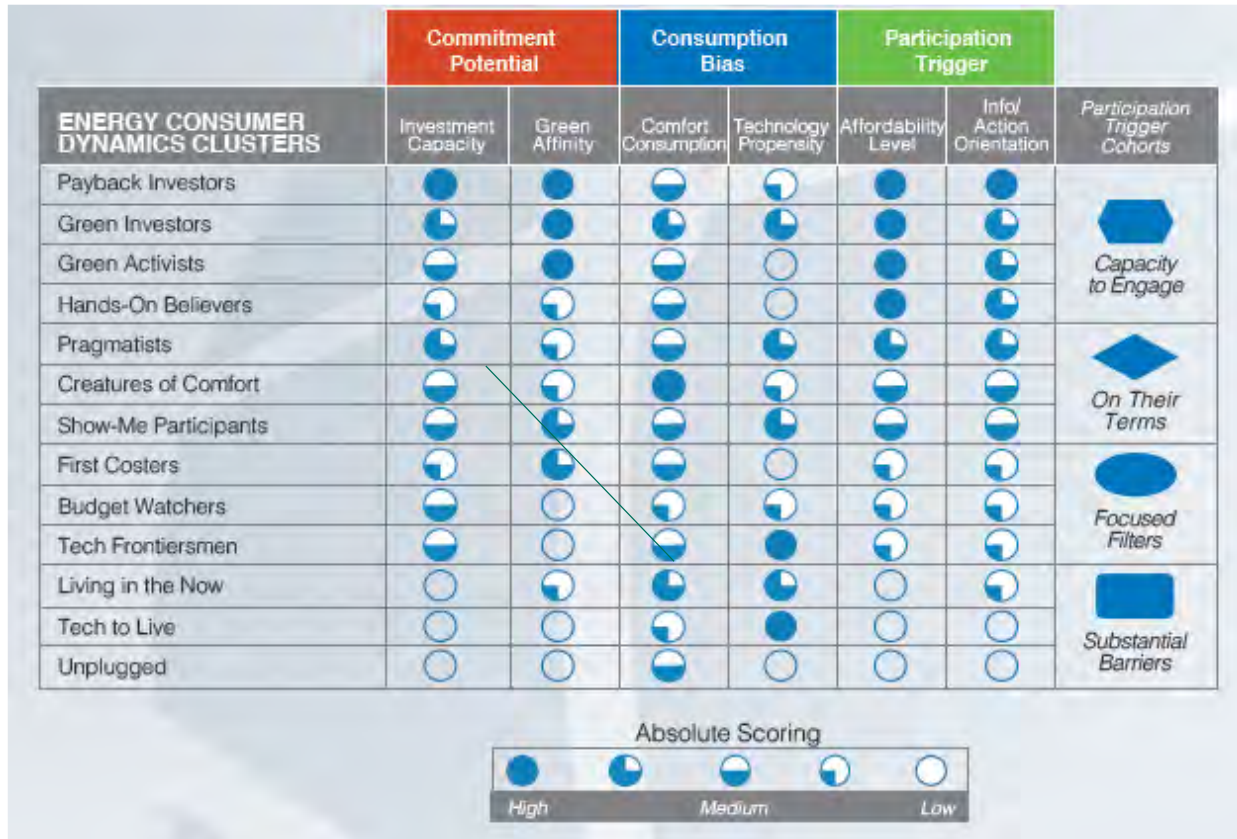 Commitment
Potential
Consumption
Bias
Participation
Trigger
ENERGY CONSUMER
DYNAMICS CLUSTERS
Investment
Capacity
Green
Affinity
Comfort
Consumption
Technology
Propensity
Affordability
Level
Info/
Action
Orientation
Participation
Trigger
Cohorts
Payback Investors
Green Investors
Green Activists
Hands-On Believers
Capacity
to Engage
Pragmatists
Creatures of Comfort
Show-Me Participants
On Their
Terms
First Costers
Budget Watchers
Tech Frontiersmen
Focused
Filters
Living in the Now
Tech to Live
Unplugged
Substantial
Barriers
Absolute Scoring
High Medium Low